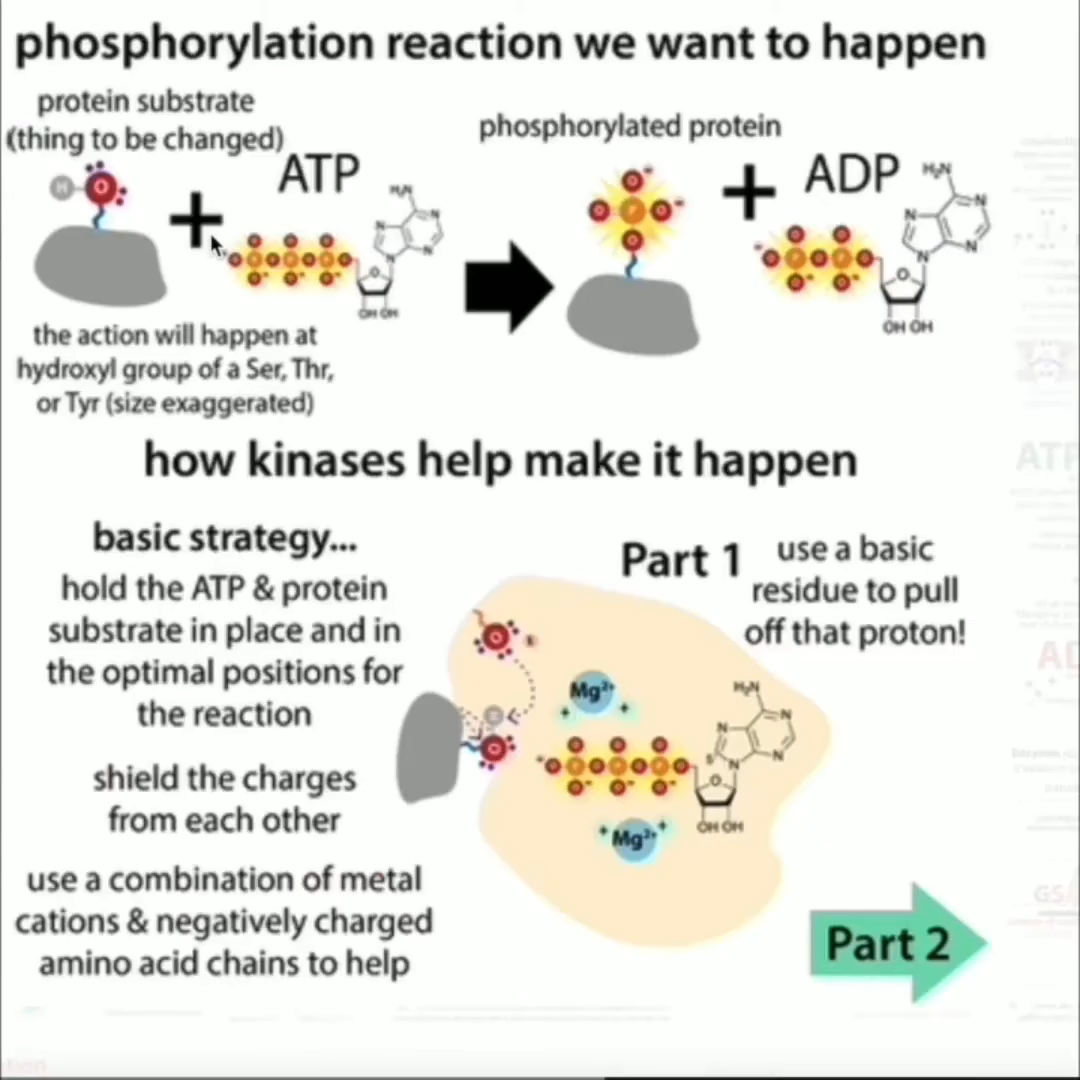 phosphorylation reaction we want to happen
protein substrate
(thing to be changed)
ATP
phosphorylated protein
ADP
H
O
H₂N
N
N
N
N
O
OH OH
P
O
O
O
O
H₂N
N
N
N
N
O
OH OH
the action will happen at
hydroxyl group of a Ser, Thr,
or Tyr (size exaggerated)
how kinases help make it happen
basic strategy...
hold the ATP & protein
substrate in place and in
the optimal positions for
the reaction
shield the charges
from each other
use a combination of metal
cations & negatively charged
amino acid chains to help
Part 1
use a basic
residue to pull
off that proton!
Mg²⁺
Mg²⁺
H₂N
N
N
N
N
O
OH OH
Part 2
ATP
AD
GS